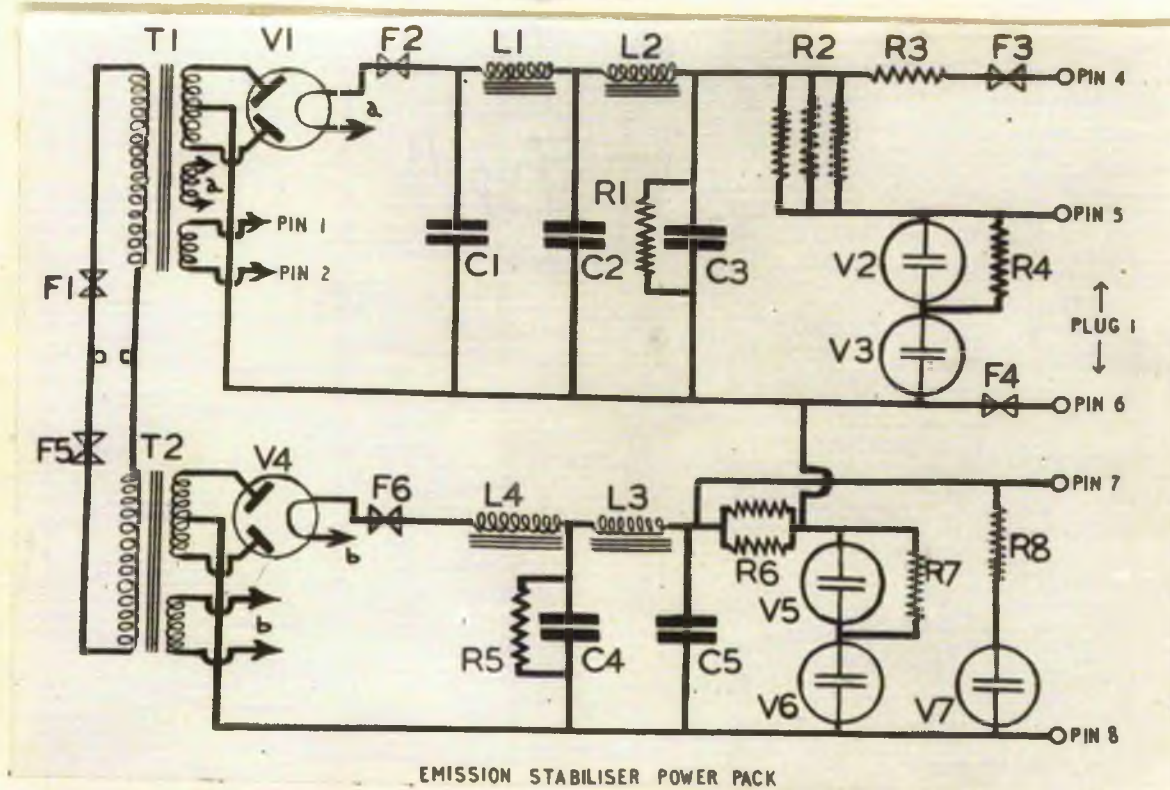 T1 V1 F2 L1 L2 R2 R3 F3
PIN 4
a
a
R1
PIN 1
PIN 5
PIN 2
C1 C2 C3
V2 R4
F1
PLUG 1
V3
F4
PIN 6
F5 T2 V4
F6 L4 L3
PIN 7
b
R6 R7 R8
V5
b
R5 C4 C5
V6 V7
PIN 8
EMISSION STABILISER POWER PACK